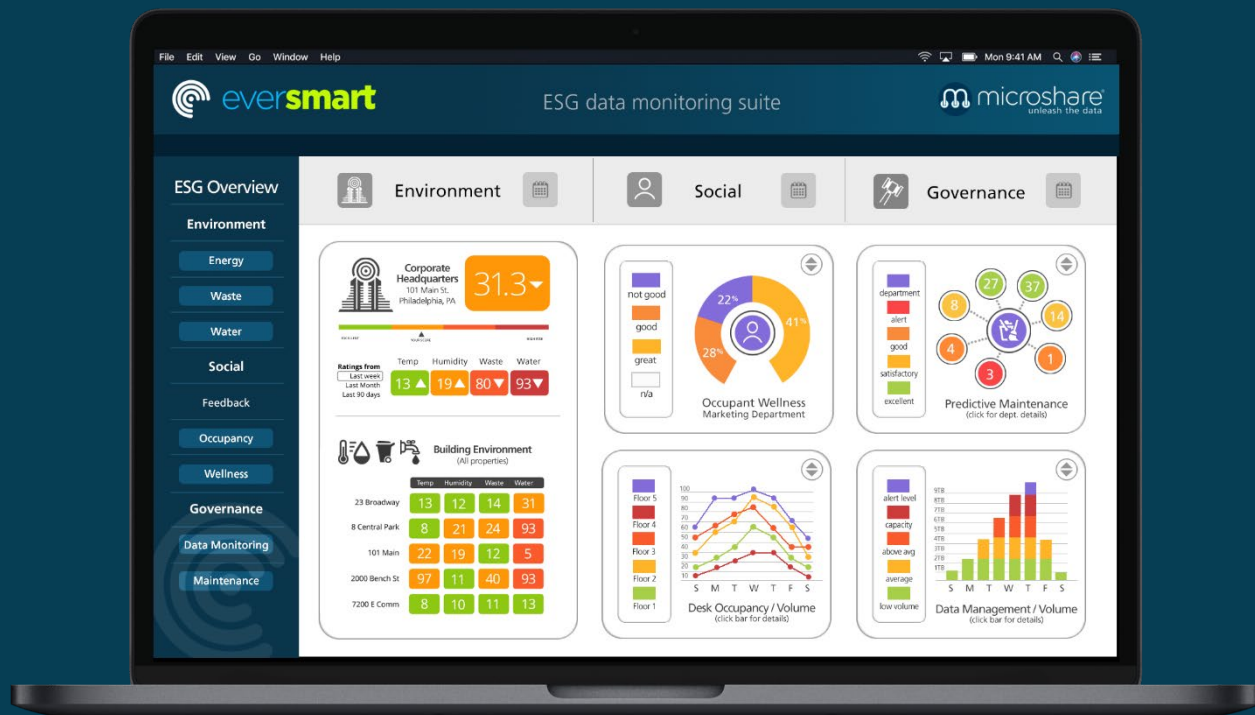 File Edit View Go Window Help
Mon 9:41 AM
eversmart
ESG data monitoring suite
microshare
unleash the data
ESG Overview
Environment
Energy
Waste
Water
Social
Feedback
Occupancy
Wellness
Governance
Data Monitoring
Maintenance
Environment
Social
Governance
Corporate
Headquarters
101 Main St.
Philadelphia, PA
31.3
Ratings from
Last week
Last Month
Last 90 days
Temp Humidity Waste Water
13 19 80 93
Building Environment
(All properties)
Temp Humidity Waste Water
23 Broadway 13 12 14 31
8 Central Park 8 21 24 93
101 Main 22 19 12 5
2000 Bench St 97 11 40 93
7200 E Comm 8 10 11 13
not good
good
great
n/a
22%
41%
28%
Occupant Wellness
Marketing Department
department
alert
good
satisfactory
excellent
27
37
8
14
4
1
3
Predictive Maintenance
(click for dept. details)
Floor 5
Floor 4
Floor 3
Floor 2
Floor 1
100
90
80
70
60
50
40
30
20
10
S M T W T F S
Desk Occupancy / Volume
(click bar for details)
alert level
capacity
above avg
average
low volume
9TB
8TB
7TB
6TB
5TB
4TB
3TB
2TB
1TB
S M T W T F S
Data Management / Volume
(click bar for details)